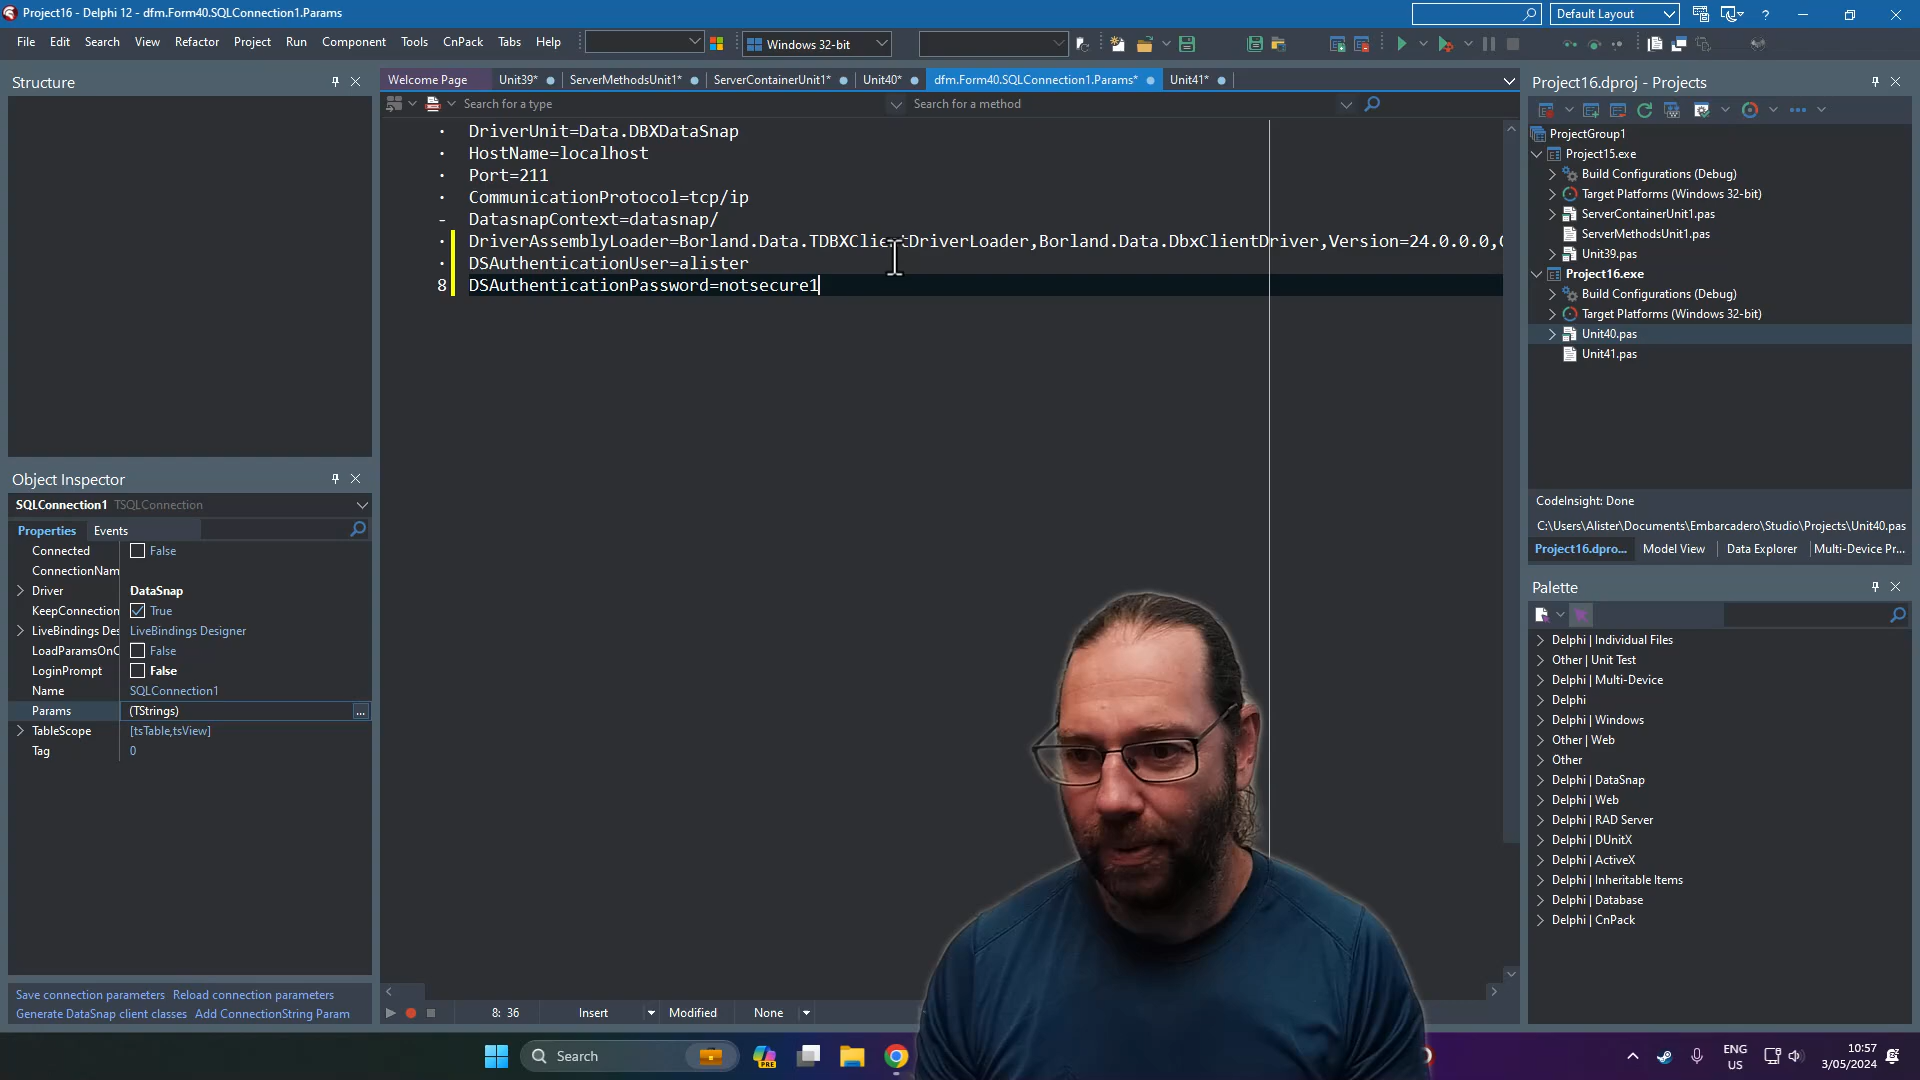 Project16 - Delphi 12 - dfm.Form40.SQLConnection1.Params
Default Layout
File Edit Search View Refactor Project Run Component Tools CnPack Tabs Help
Windows 32-bit
Structure
Welcome Page Unit39* ServerMethodsUnit1* ServerContainerUnit1* Unit40* dfm.Form40.SQLConnection1.Params* Unit41*
Search for a type Search for a method
DriverUnit=Data.DBXDataSnap
HostName=localhost
Port=211
CommunicationProtocol=tcp/ip
DatasnapContext=datasnap/
DriverAssemblyLoader=Borland.Data.TDBXClientDriverLoader,Borland.Data.DbxClientDriver,Version=24.0.0.0,
DSAuthenticationUser=alister
8 DSAuthenticationPassword=notsecure1
8: 36 Insert Modified None
Object Inspector
SQLConnection1 TSQLConnection
Properties Events
Connected False
ConnectionNam
Driver DataSnap
KeepConnection True
LiveBindings Des LiveBindings Designer
LoadParamsOnC False
LoginPrompt False
Name SQLConnection1
Params (TStrings) ...
TableScope [tsTable,tsView]
Tag 0
Save connection parameters Reload connection parameters
Generate DataSnap client classes Add ConnectionString Param
Project16.dproj - Projects
ProjectGroup1
Project15.exe
Build Configurations (Debug)
Target Platforms (Windows 32-bit)
ServerContainerUnit1.pas
ServerMethodsUnit1.pas
Unit39.pas
Project16.exe
Build Configurations (Debug)
Target Platforms (Windows 32-bit)
Unit40.pas
Unit41.pas
CodeInsight: Done
C:\Users\Alister\Documents\Embarcadero\Studio\Projects\Unit40.pas
Project16.dpro... Model View Data Explorer Multi-Device Pr...
Palette
Delphi | Individual Files
Other | Unit Test
Delphi | Multi-Device
Delphi
Delphi | Windows
Other | Web
Other
Delphi | DataSnap
Delphi | Web
Delphi | RAD Server
Delphi | DUnitX
Delphi | ActiveX
Delphi | Inheritable Items
Delphi | Database
Delphi | CnPack
Search
PRE
ENG
US
10:57
3/05/2024